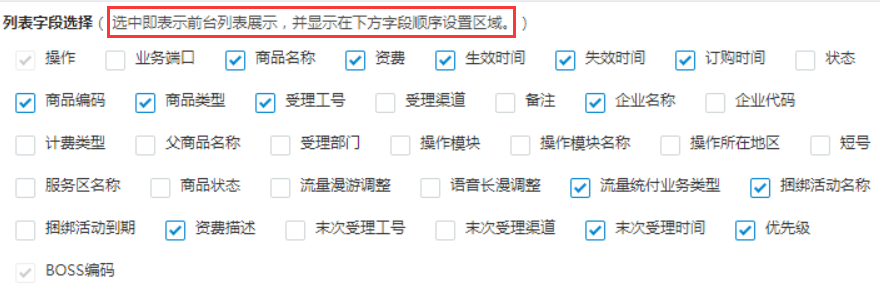 列表字段选择（选中即表示前台列表展示，并显示在下方字段顺序设置区域。）
操作 业务端口 商品名称 资费 生效时间 失效时间 订购时间 状态
商品编码 商品类型 受理工号 受理渠道 备注 企业名称 企业代码
计费类型 父商品名称 受理部门 操作模块 操作模块名称 操作所在地区 短号
服务区名称 商品状态 流量漫游调整 语音长漫调整 流量统付业务类型 捆绑活动名称
捆绑活动到期 资费描述 末次受理工号 末次受理渠道 末次受理时间 优先级
BOSS编码